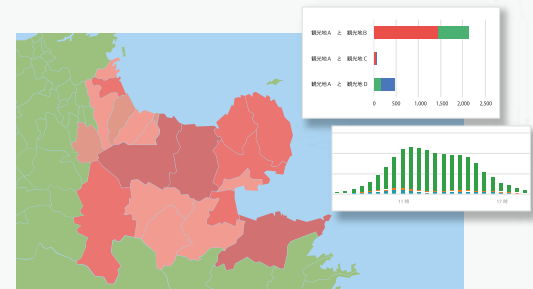 観光地A と 観光地B
観光地A と 観光地C
観光地A と 観光地D
0 500 1,000 1,500 2,000 2,500
11時 17時